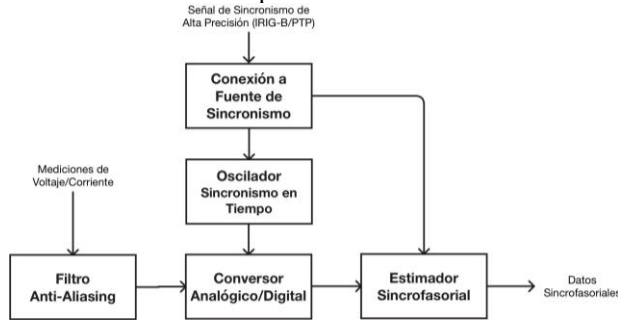 Señal de Sincronismo de
Alta Precisión (IRIG-B/PTP)
Conexión a
Fuente de
Sincronismo
Oscilador
Sincronismo en
Tiempo
Mediciones de
Voltaje/Corriente
Filtro
Anti-Aliasing
Conversor
Analógico/Digital
Estimador
Sincrofasorial
Datos
Sincrofasoriales